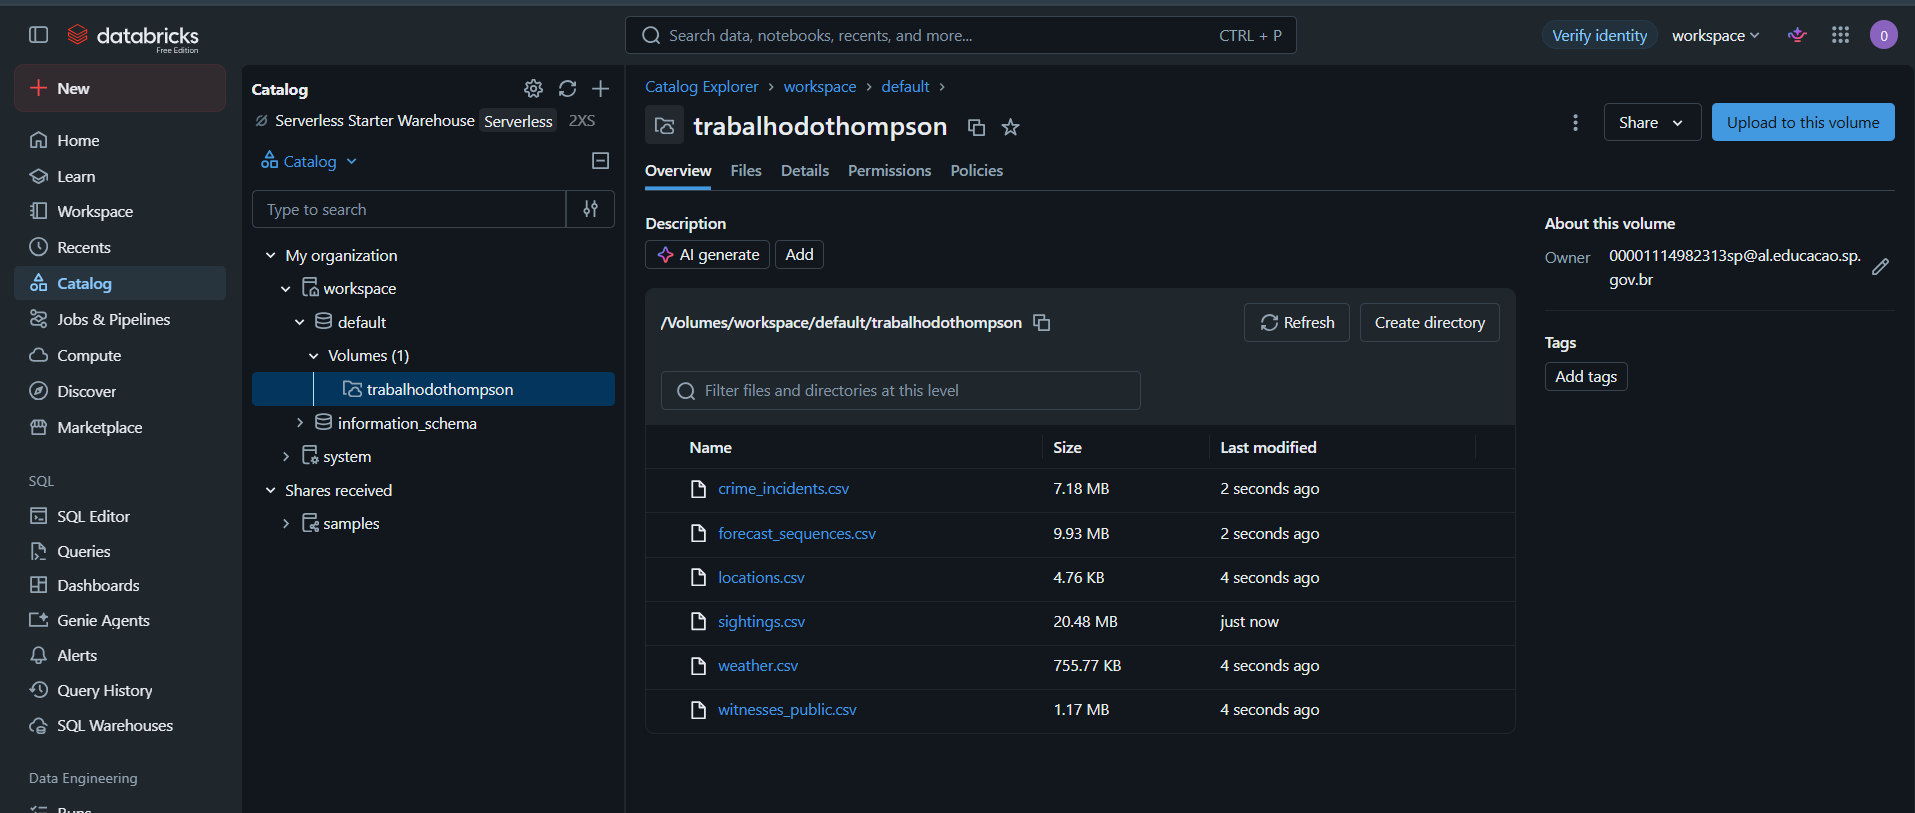 databricks
Free Edition
Search data, notebooks, recents, and more...
CTRL + P
Verify identity
workspace
0
New
Home
Learn
Workspace
Recents
Catalog
Jobs & Pipelines
Compute
Discover
Marketplace
SQL
SQL Editor
Queries
Dashboards
Genie Agents
Alerts
Query History
SQL Warehouses
Data Engineering
Runs
Catalog
Serverless Starter Warehouse Serverless 2XS
Catalog
Type to search
My organization
workspace
default
Volumes (1)
trabalhodothompson
information_schema
system
Shares received
samples
Catalog Explorer › workspace › default ›
trabalhodothompson
Share
Upload to this volume
Overview Files Details Permissions Policies
Description
AI generate Add
/Volumes/workspace/default/trabalhodothompson
Refresh
Create directory
Filter files and directories at this level
Name Size Last modified
crime_incidents.csv 7.18 MB 2 seconds ago
forecast_sequences.csv 9.93 MB 2 seconds ago
locations.csv 4.76 KB 4 seconds ago
sightings.csv 20.48 MB just now
weather.csv 755.77 KB 4 seconds ago
witnesses_public.csv 1.17 MB 4 seconds ago
About this volume
Owner 00001114982313sp@al.educacao.sp.
gov.br
Tags
Add tags